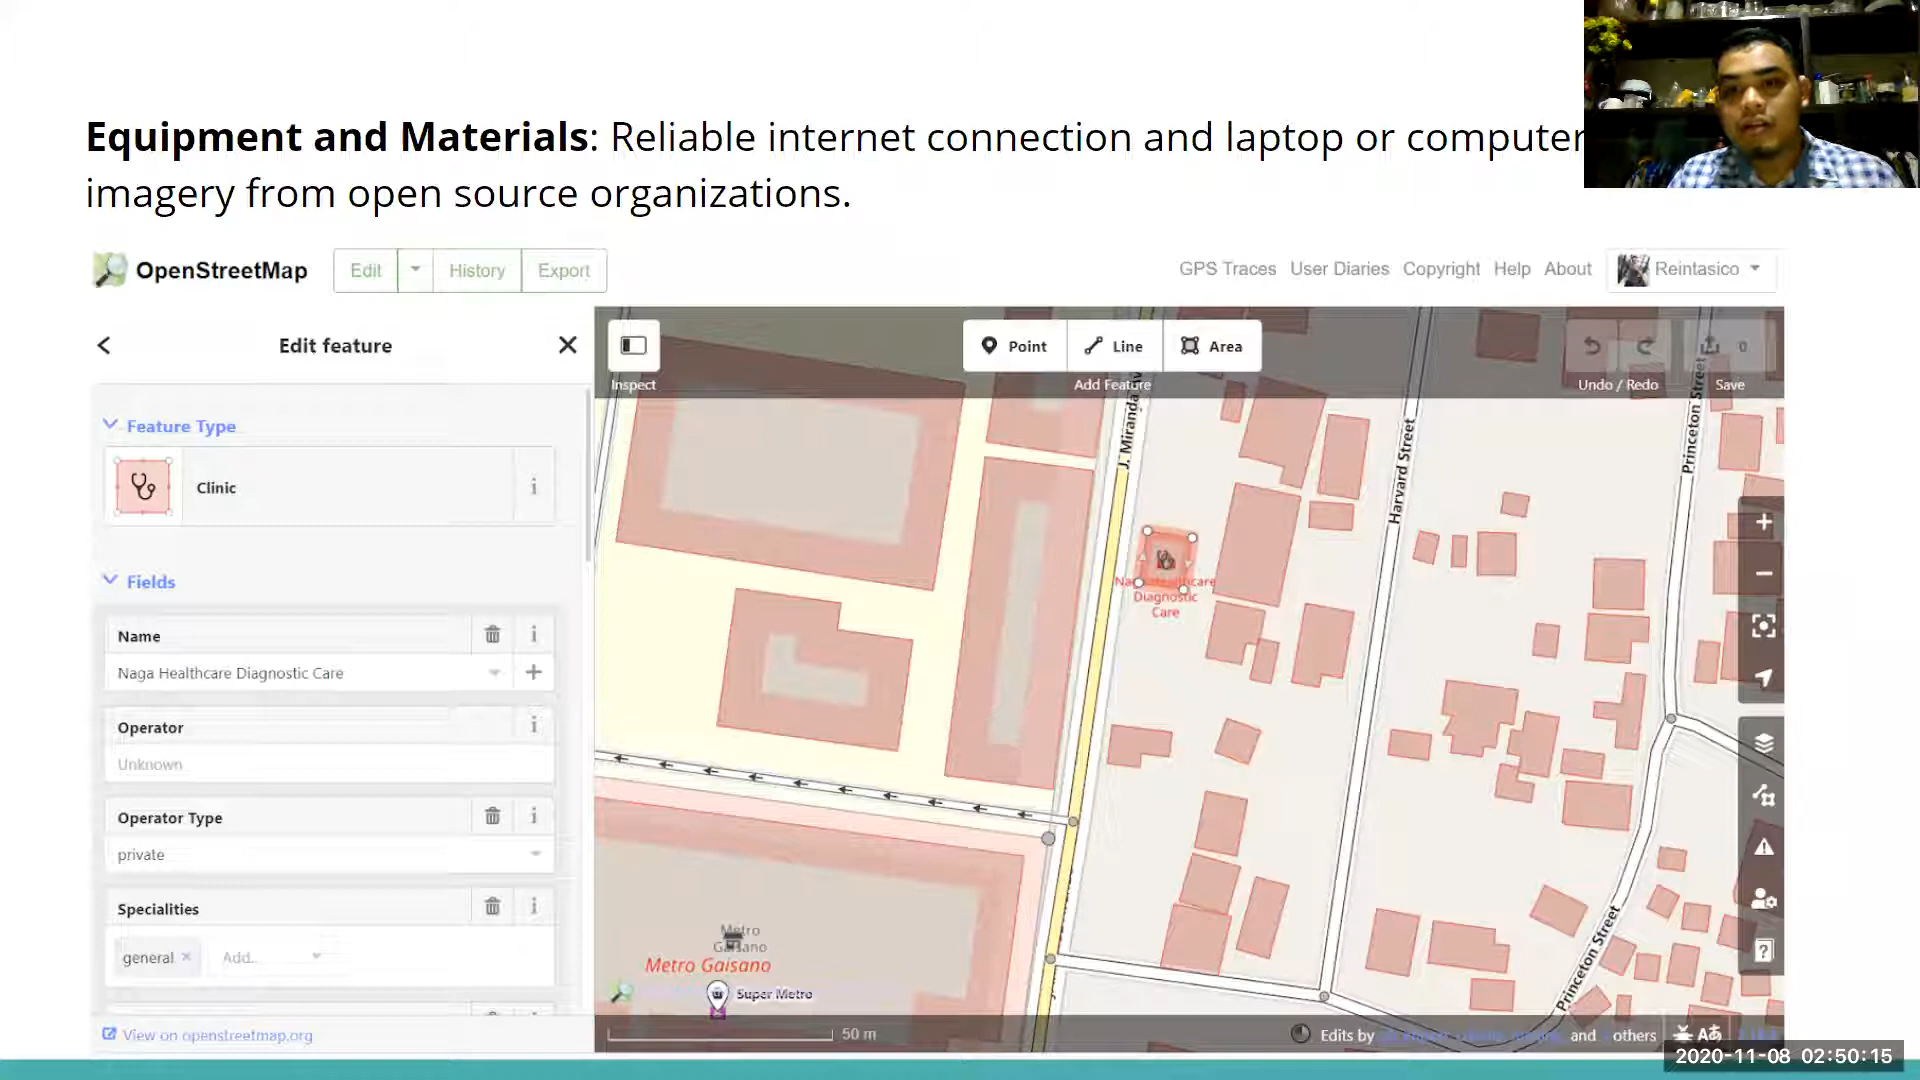 Equipment and Materials: Reliable internet connection and laptop or computer
imagery from open source organizations.
OpenStreetMap
Edit
History
Export
GPS Traces
User Diaries
Copyright
Help
About
Reintasico
Edit feature
Inspect
Point
Line
Area
Add Feature
Undo / Redo
0
Save
Feature Type
Clinic
i
Fields
Name
i
Naga Healthcare Diagnostic Care
Operator
i
Unknown
Operator Type
i
private
Specialities
i
general
Add..
View on openstreetmap.org
J. Miranda
Harvard Street
Princeton Street
Princeton Street
Diagnostic
Care
Metro
Metro Gaisano
Super Metro
50 m
Edits by
and
others
2020-11-08 02:50:15